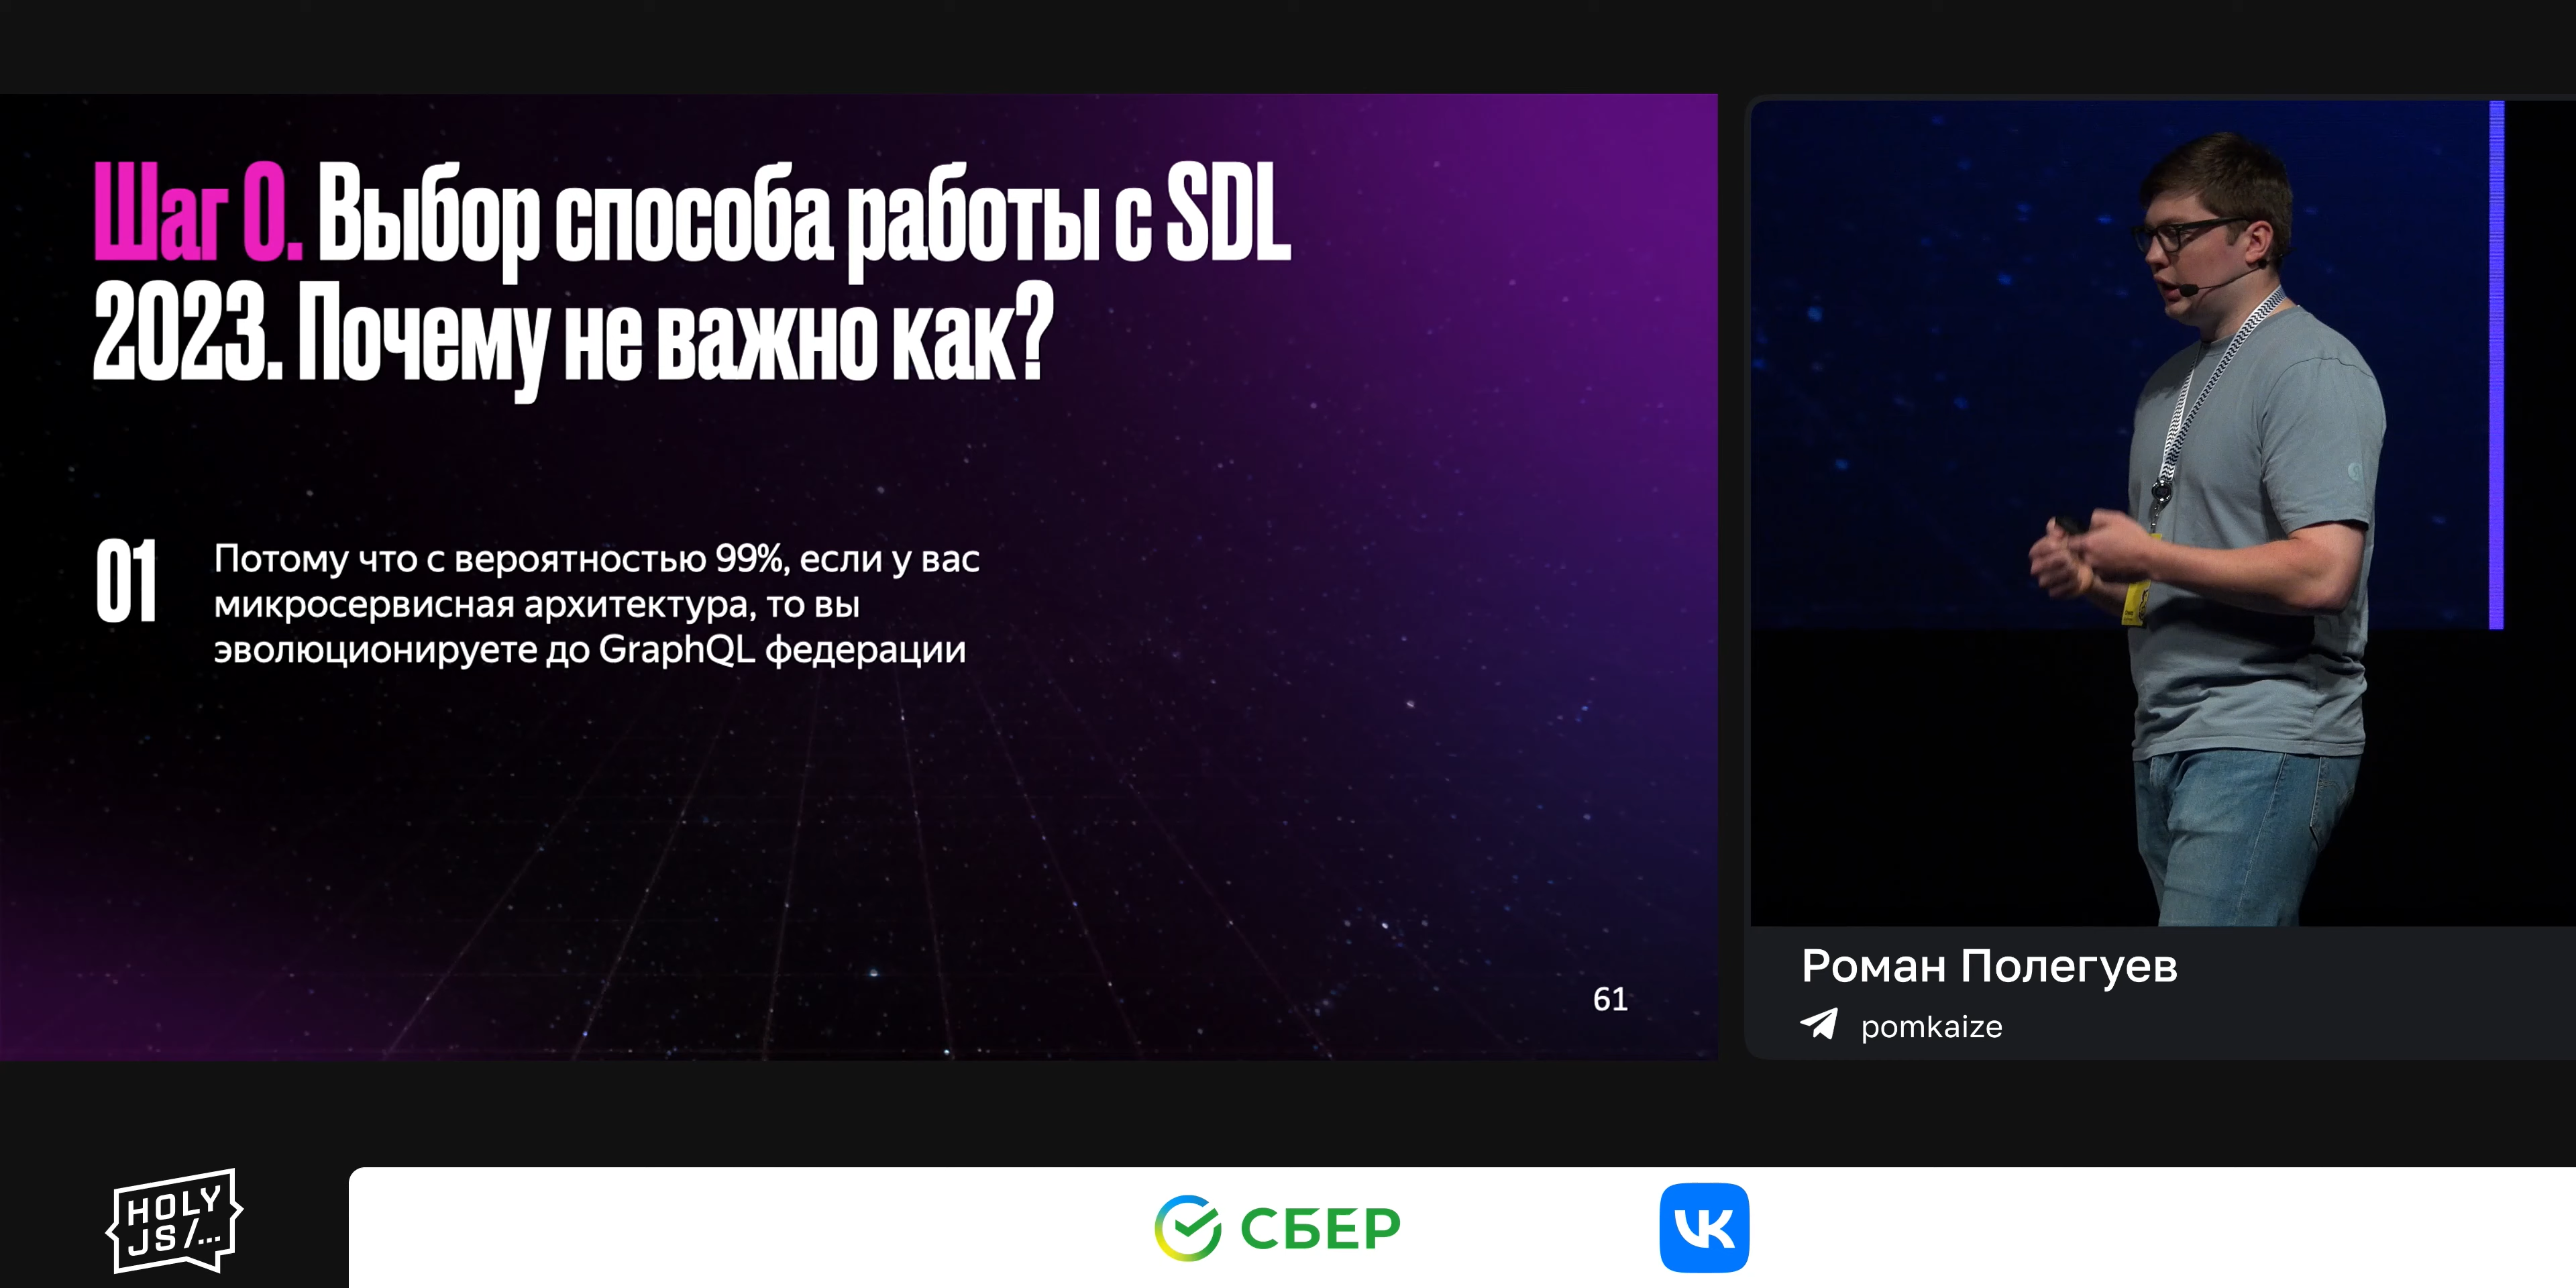 Шаг 0. Выбор способа работы с SDL
2023. Почему не важно как?
01
Потому что с вероятностью 99%, если у вас
микросервисная архитектура, то вы
эволюционируете до GraphQL федерации
61
Роман Полегуев
pomkaize
HOLY
JS/...
СБЕР
VK